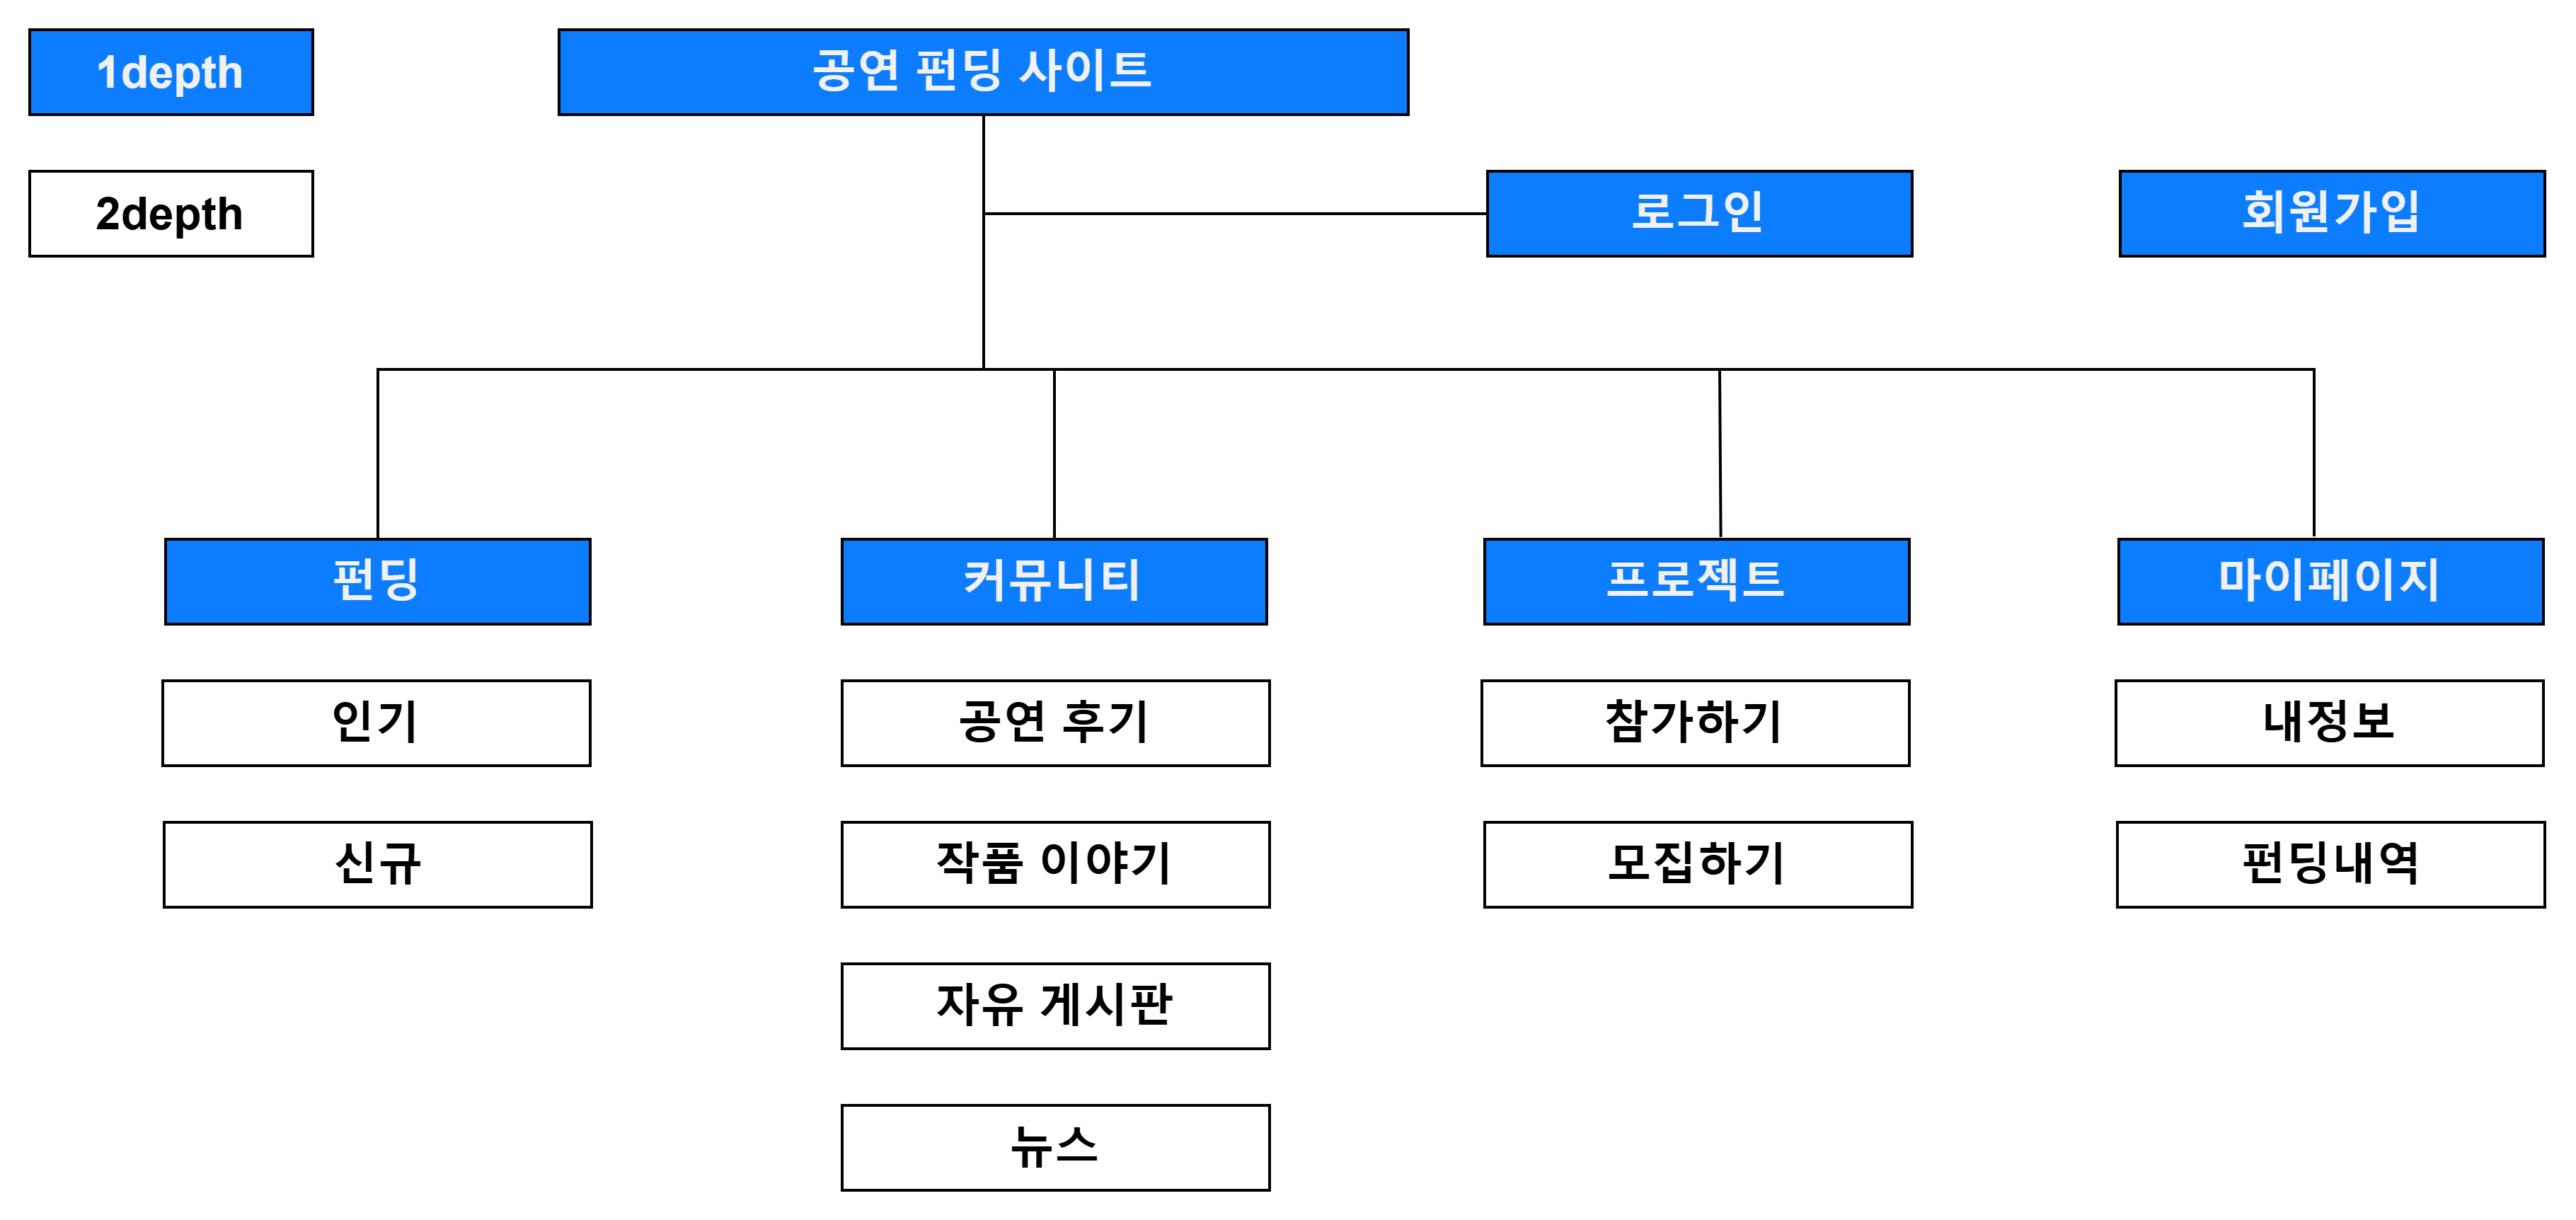 1depth
공연 펀딩 사이트
2depth
로그인
회원가입
펀딩
커뮤니티
프로젝트
마이페이지
인기
공연 후기
참가하기
내정보
신규
작품 이야기
모집하기
펀딩내역
자유 게시판
뉴스